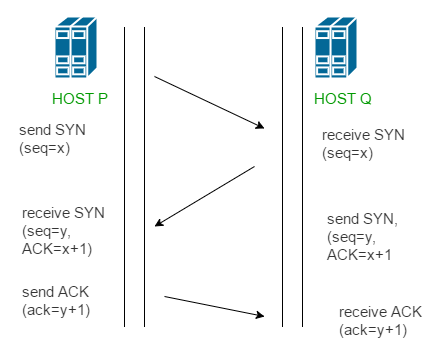 HOST P
HOST Q
send SYN
(seq=x)
receive SYN
(seq=x)
receive SYN
(seq=y,
ACK=x+1)
send SYN,
(seq=y,
ACK=x+1
send ACK
(ack=y+1)
receive ACK
(ack=y+1)